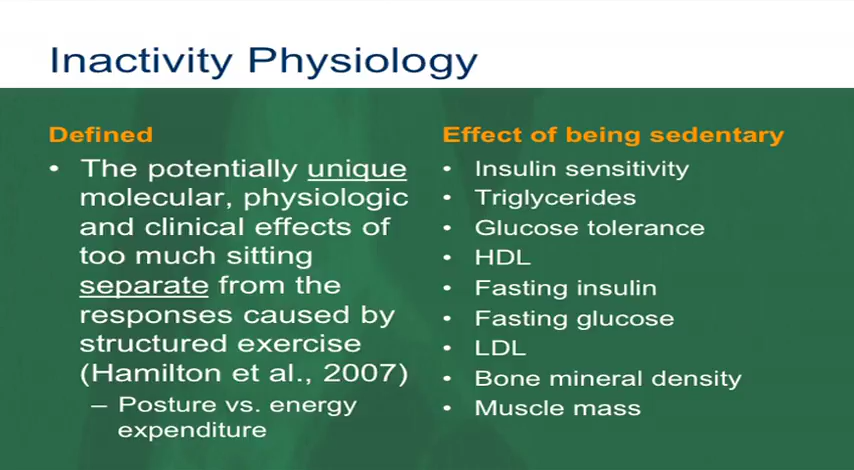 Inactivity Physiology
Defined
• The potentially unique
molecular, physiologic
and clinical effects of
too much sitting
separate from the
responses caused by
structured exercise
(Hamilton et al., 2007)
– Posture vs. energy
expenditure
Effect of being sedentary
• Insulin sensitivity
• Triglycerides
• Glucose tolerance
• HDL
• Fasting insulin
• Fasting glucose
• LDL
• Bone mineral density
• Muscle mass